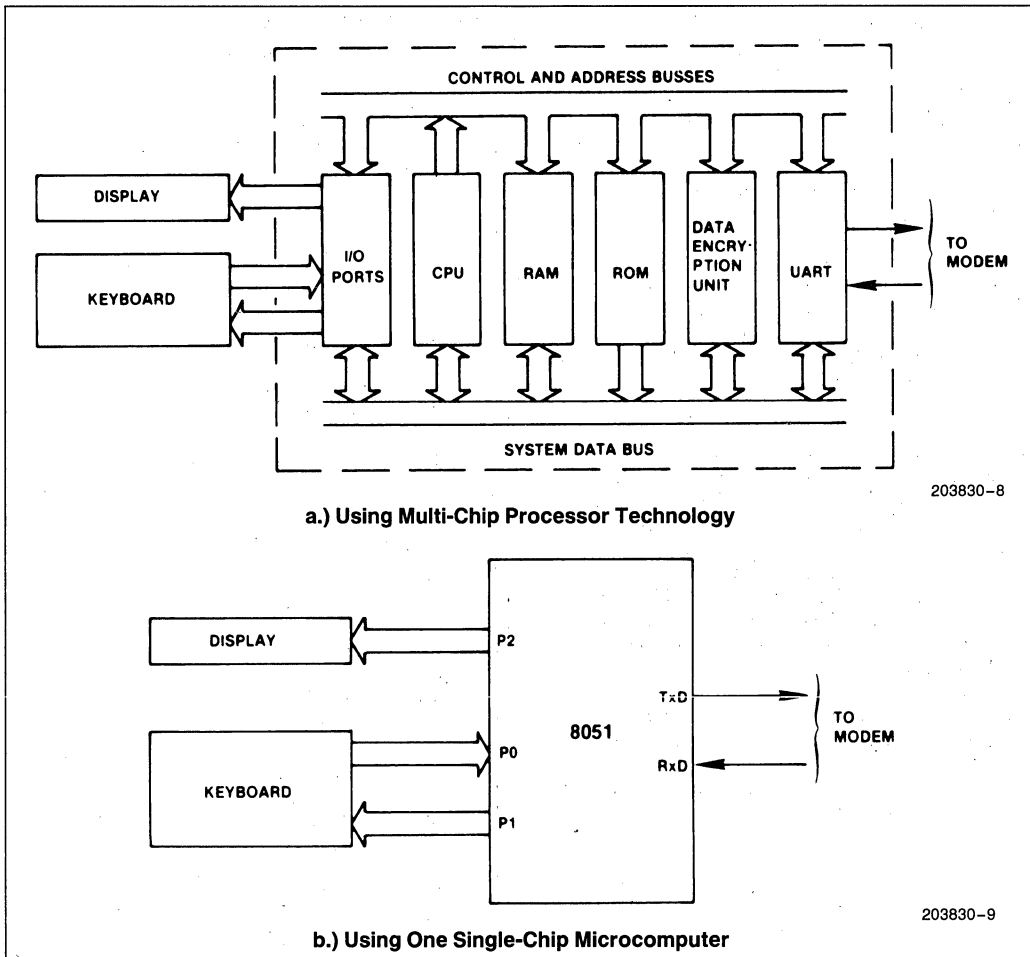 CONTROL AND ADDRESS BUSSES
DISPLAY
KEYBOARD
I/O
PORTS
CPU
RAM
ROM
DATA
ENCRYP-
TION
UNIT
UART
TO
MODEM
SYSTEM DATA BUS
203830-8
a.) Using Multi-Chip Processor Technology
DISPLAY
P2
TxD
8051
TO
MODEM
KEYBOARD
P0
RxD
P1
203830-9
b.) Using One Single-Chip Microcomputer